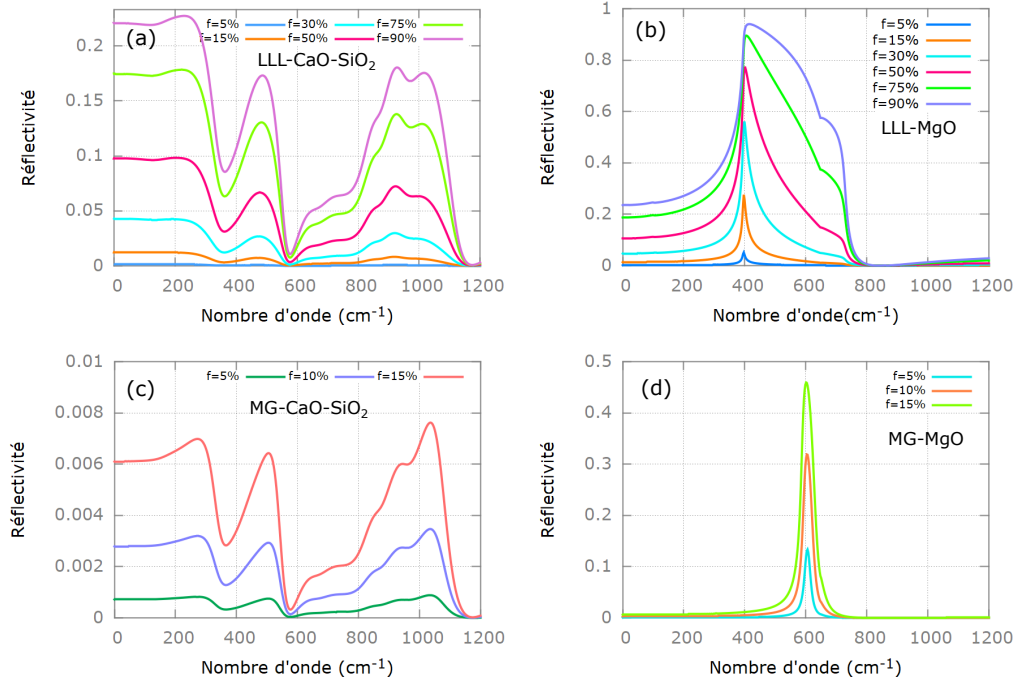 f=5% f=30% f=75%
f=15% f=50% f=90%
(a)
LLL-CaO-SiO2
Réflectivité
0.2
0.15
0.1
0.05
0
0 200 400 600 800 1000 1200
Nombre d'onde (cm-1)
(b)
f=5%
f=15%
f=30%
f=50%
f=75%
f=90%
LLL-MgO
Réflectivité
1
0.8
0.6
0.4
0.2
0
0 200 400 600 800 1000 1200
Nombre d'onde(cm-1)
f=5% f=10% f=15%
(c)
MG-CaO-SiO2
Réflectivité
0.01
0.008
0.006
0.004
0.002
0
0 200 400 600 800 1000 1200
Nombre d'onde (cm-1)
(d)
f=5%
f=10%
f=15%
MG-MgO
Réflectivité
0.5
0.4
0.3
0.2
0.1
0
0 200 400 600 800 1000 1200
Nombre d'onde (cm-1)